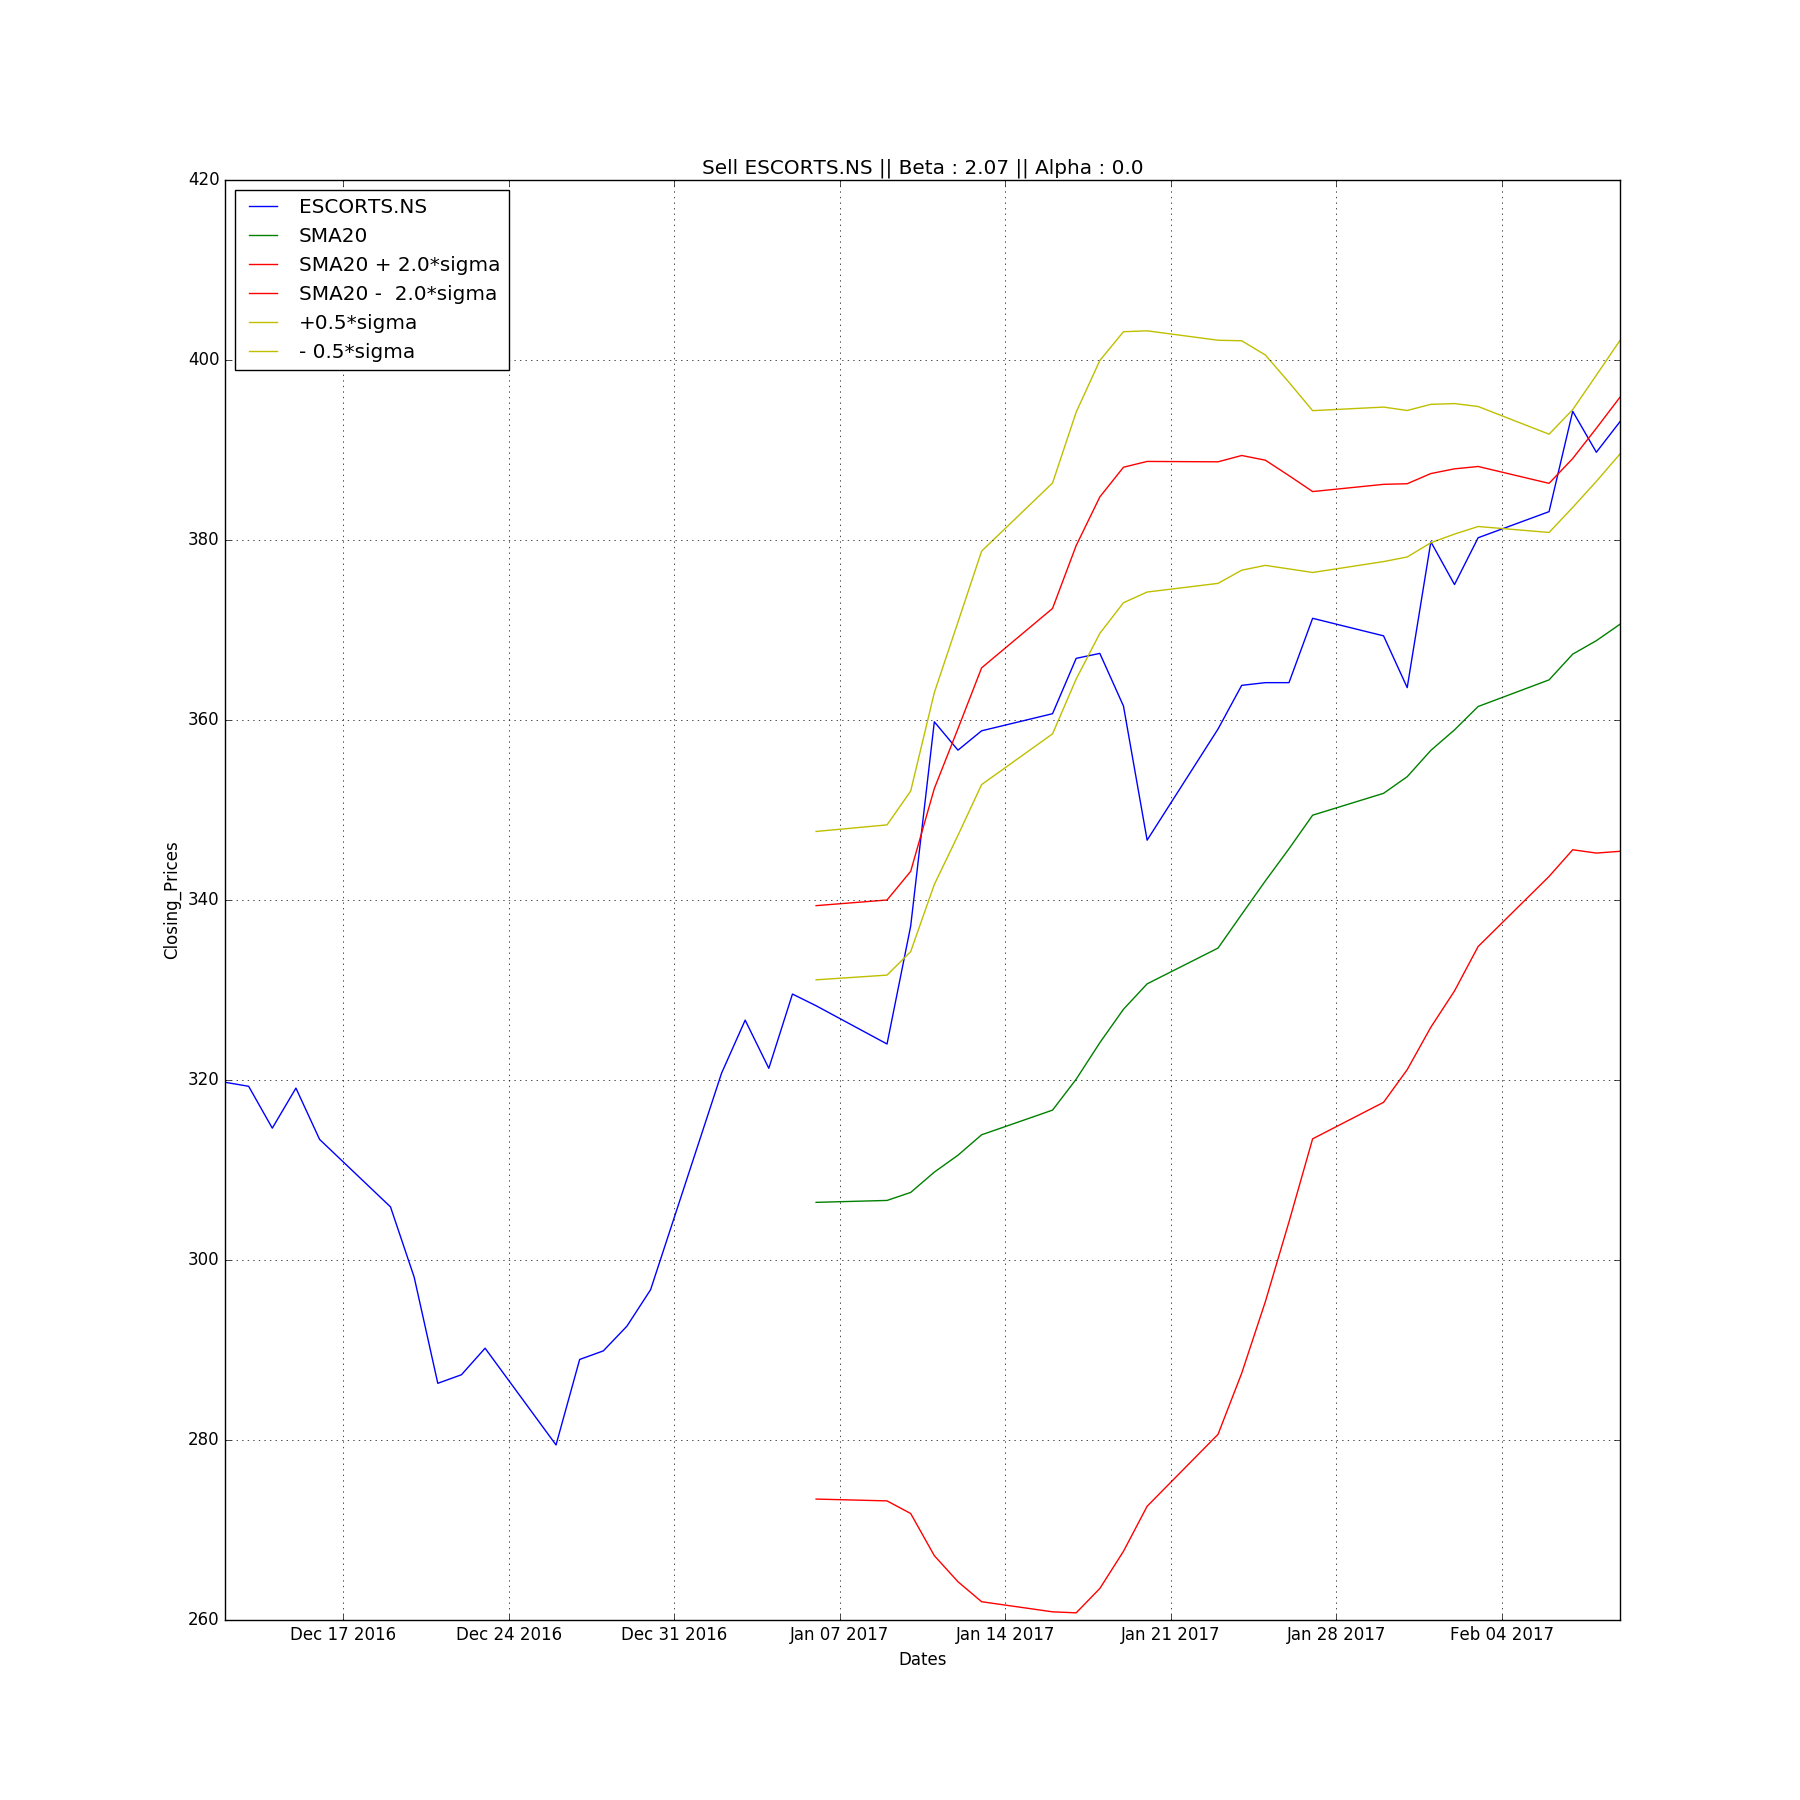 Sell ESCORTS.NS || Beta : 2.07 || Alpha : 0.0
420
400
380
360
340
320
300
280
260
Closing_Prices
ESCORTS.NS
SMA20
SMA20 + 2.0*sigma
SMA20 -  2.0*sigma
+0.5*sigma
- 0.5*sigma
Dec 17 2016
Dec 24 2016
Dec 31 2016
Jan 07 2017
Jan 14 2017
Jan 21 2017
Jan 28 2017
Feb 04 2017
Dates